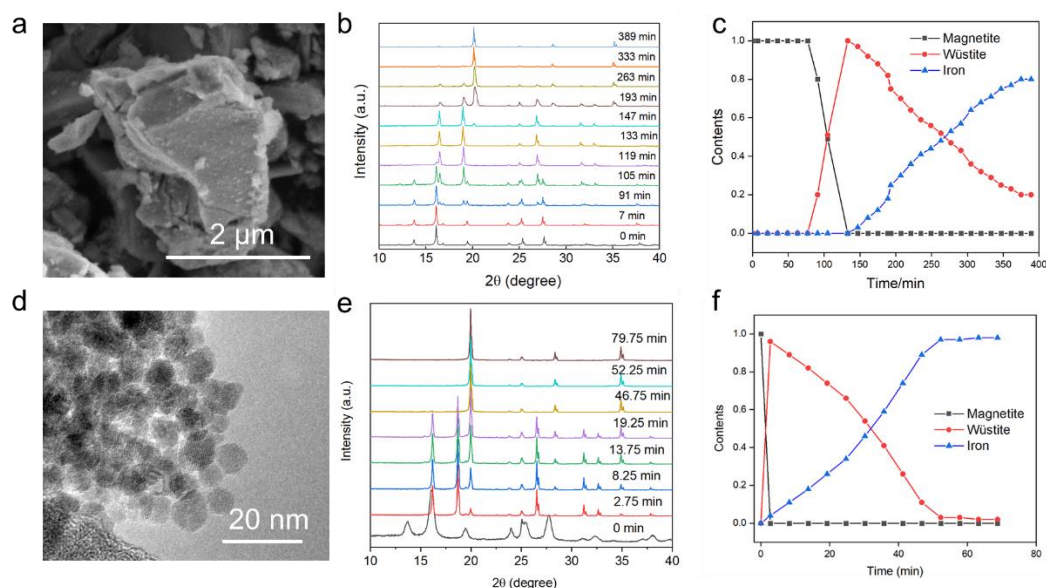 a
2 μm
b
Intensity (a.u.)
389 min
333 min
263 min
193 min
147 min
133 min
119 min
105 min
91 min
7 min
0 min
10 15 20 25 30 35 40
2θ (degree)
c
Contents
1.0
0.8
0.6
0.4
0.2
0.0
Magnetite
Wüstite
Iron
0 50 100 150 200 250 300 350 400
Time/min
d
20 nm
e
Intensity (a.u.)
79.75 min
52.25 min
46.75 min
19.25 min
13.75 min
8.25 min
2.75 min
0 min
10 15 20 25 30 35 40
2θ (degree)
f
Contents
1.0
0.8
0.6
0.4
0.2
0.0
Magnetite
Wüstite
Iron
0 20 40 60 80
Time (min)